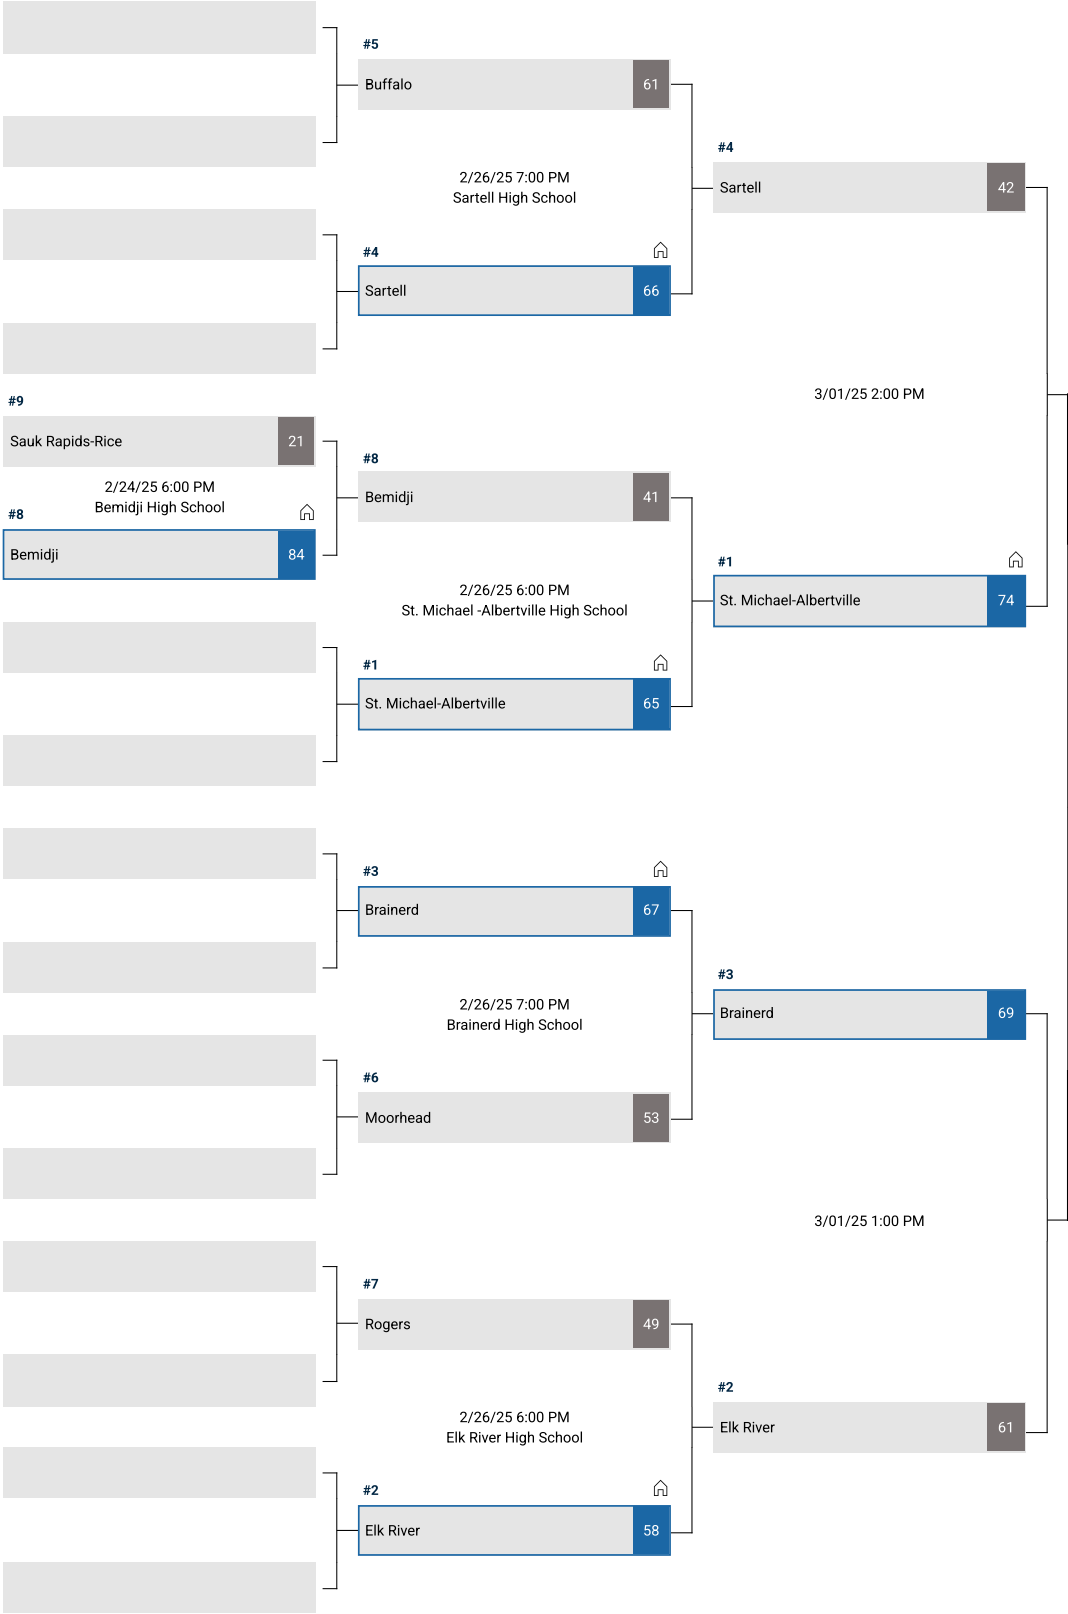 #5
Buffalo 61
2/26/25 7:00 PM
Sartell High School
#4
Sartell 66
#4
Sartell 42
3/01/25 2:00 PM
#9
Sauk Rapids-Rice 21
2/24/25 6:00 PM
Bemidji High School
#8
Bemidji 84
#8
Bemidji 41
2/26/25 6:00 PM
St. Michael -Albertville High School
#1
St. Michael-Albertville 65
#1
St. Michael-Albertville 74
#3
Brainerd 67
2/26/25 7:00 PM
Brainerd High School
#6
Moorhead 53
#3
Brainerd 69
3/01/25 1:00 PM
#7
Rogers 49
2/26/25 6:00 PM
Elk River High School
#2
Elk River 58
#2
Elk River 61